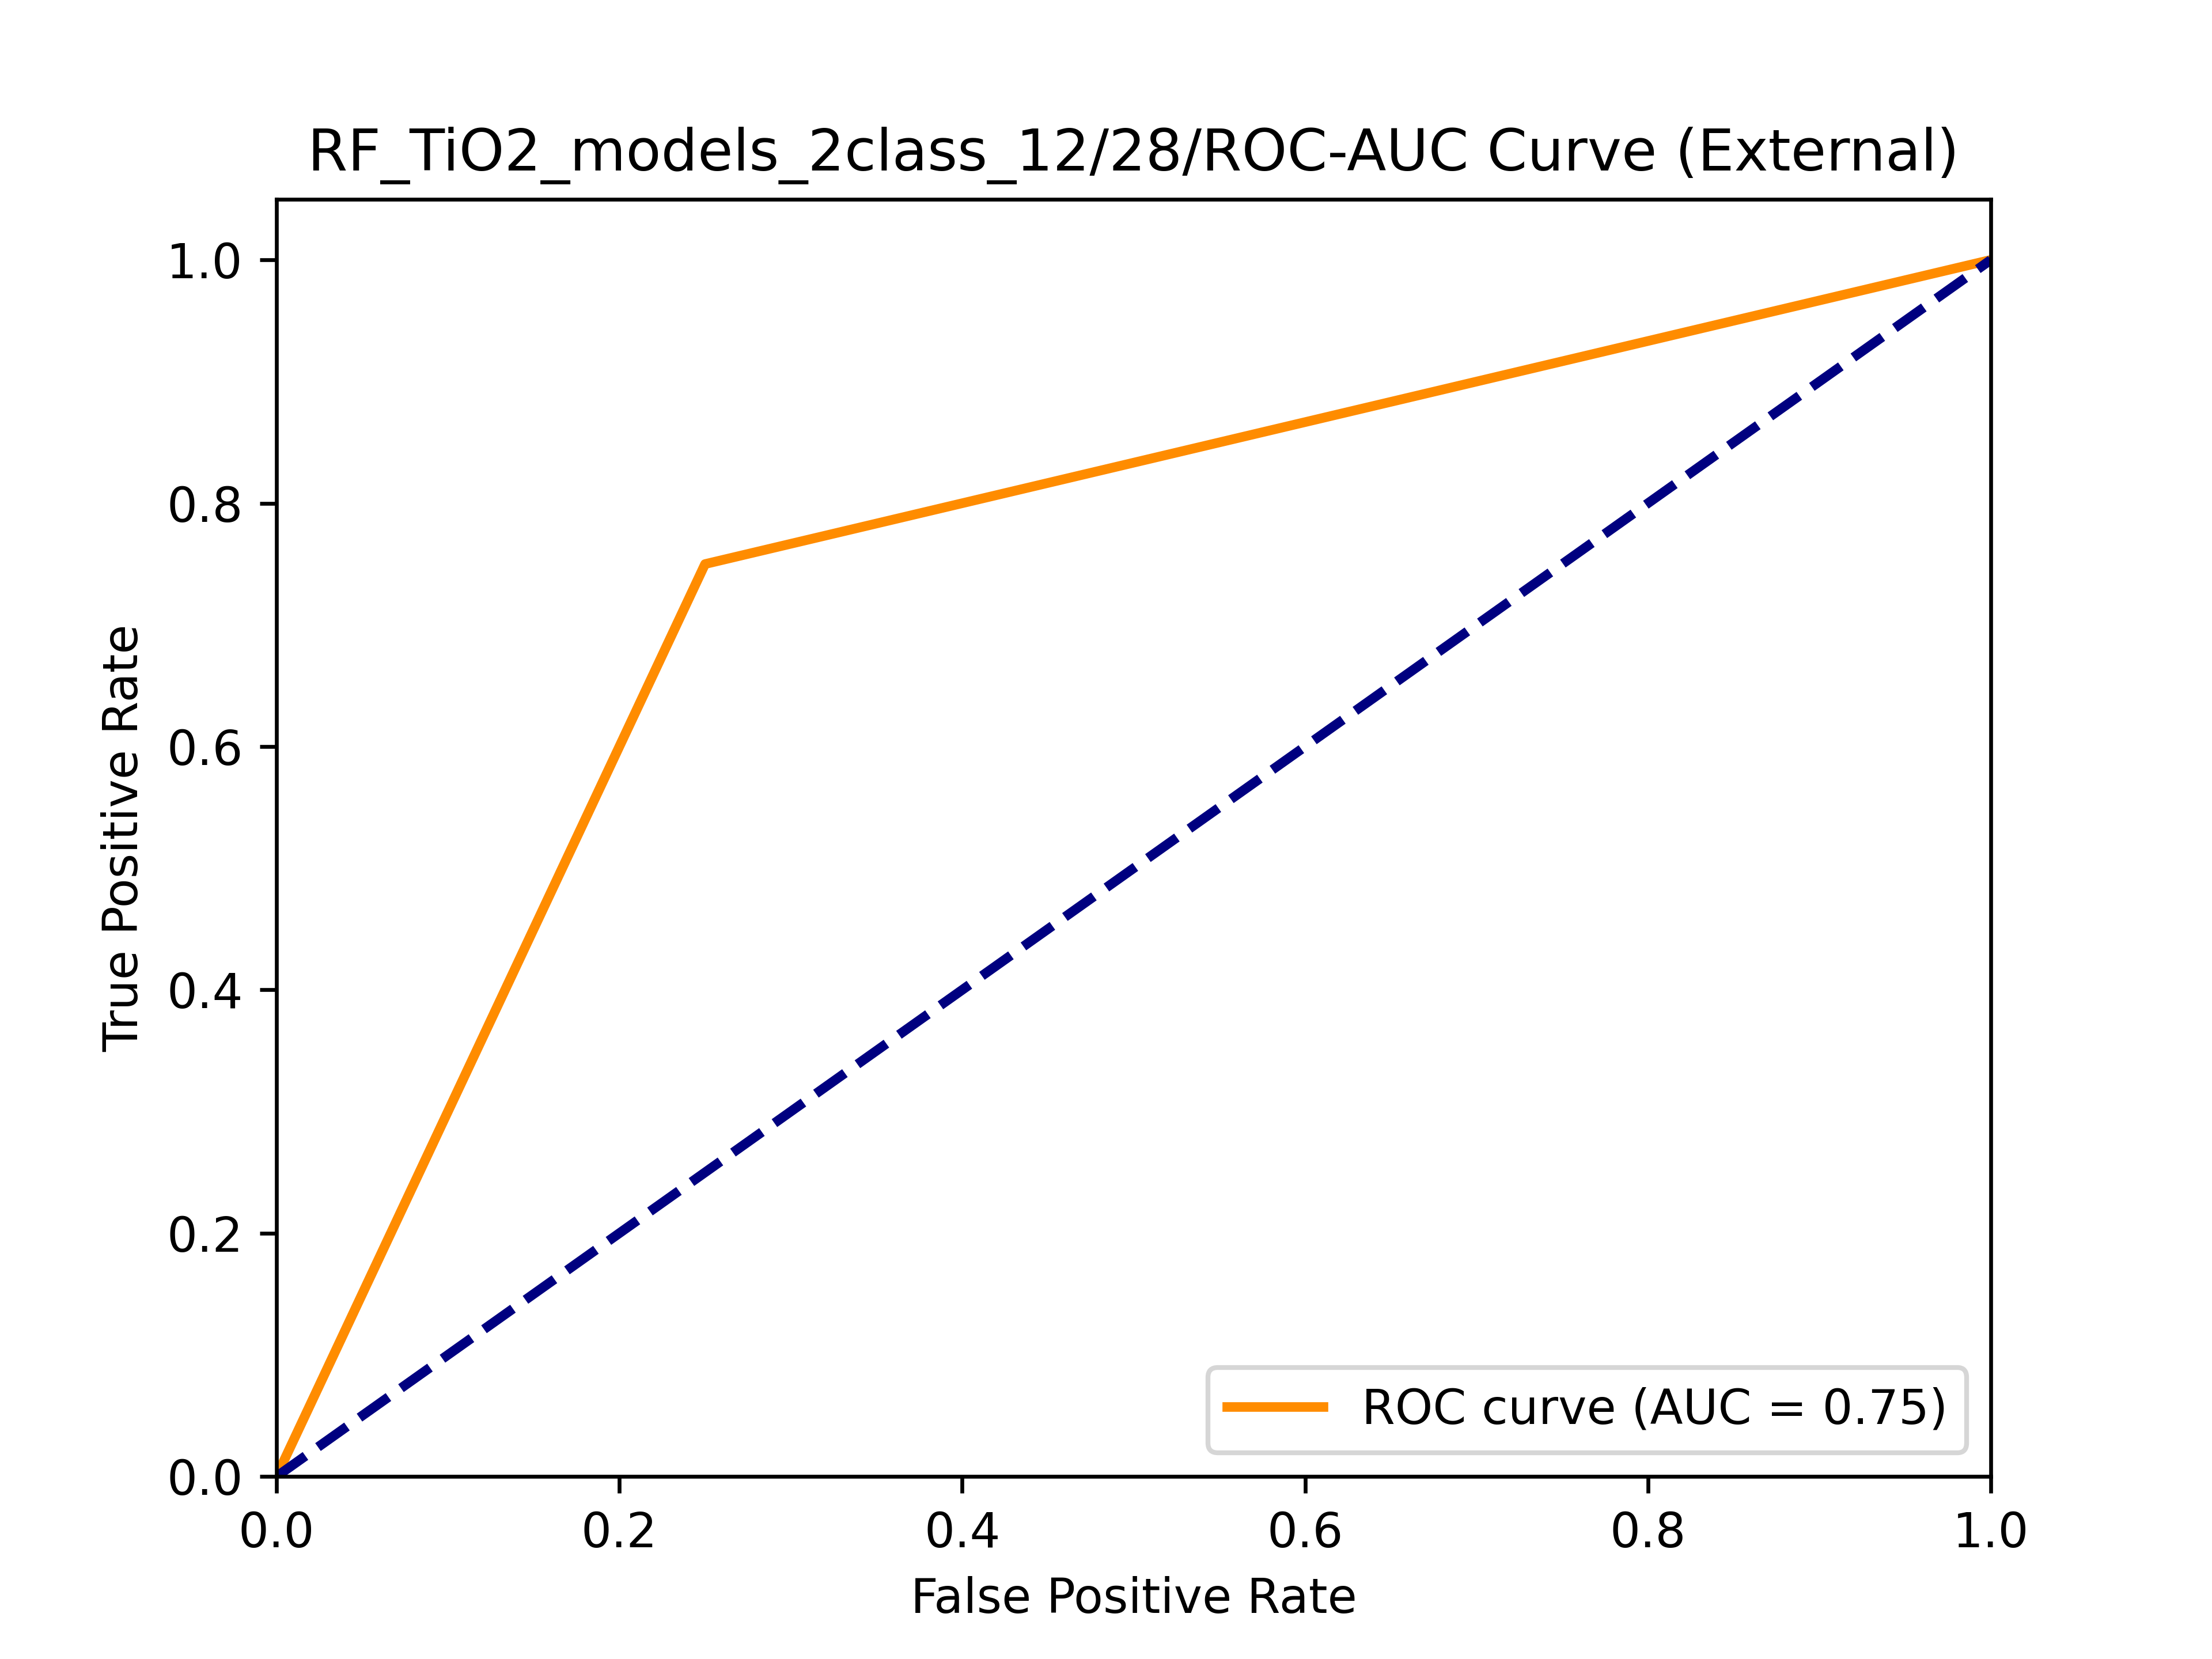 RF_TiO2_models_2class_12/28/ROC-AUC Curve (External)
True Positive Rate
1.0
0.8
0.6
0.4
0.2
0.0
0.0 0.2 0.4 0.6 0.8 1.0
False Positive Rate
ROC curve (AUC = 0.75)